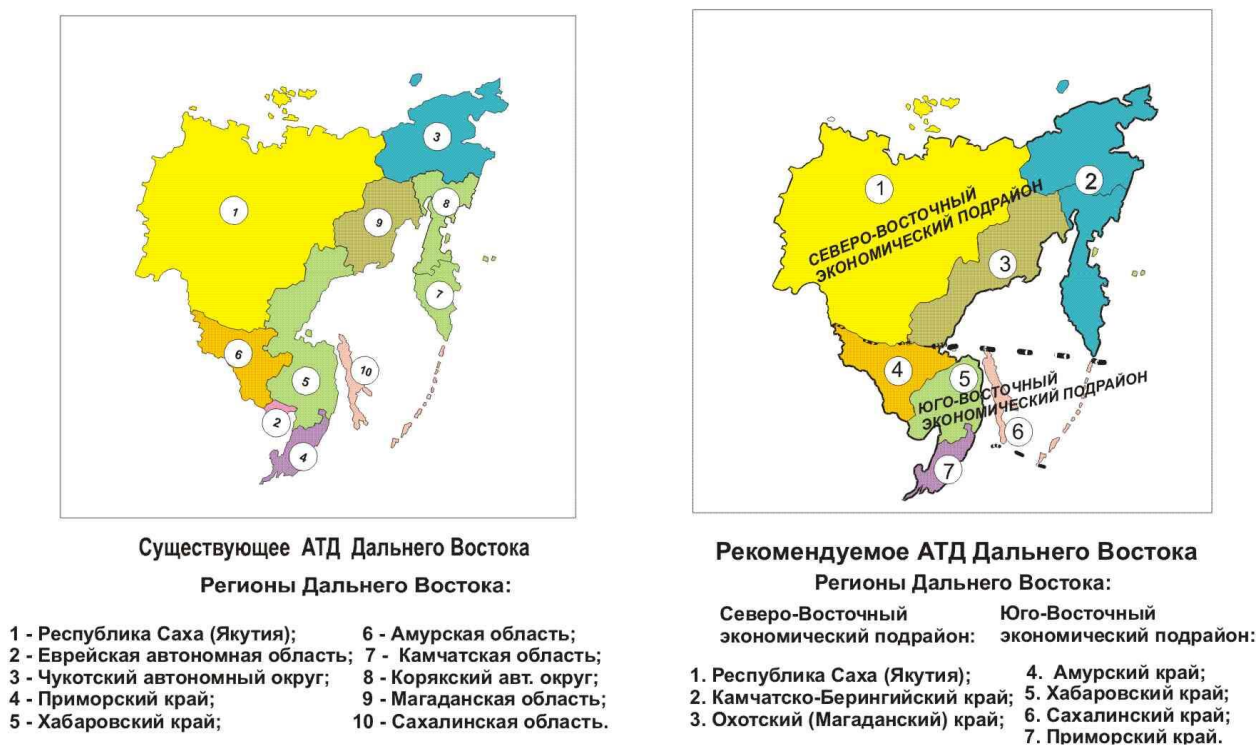 1
2
3
4
5
6
7
8
9
10
Существующее АТД Дальнего Востока
Регионы Дальнего Востока:
1 - Республика Саха (Якутия);
2 - Еврейская автономная область;
3 - Чукотский автономный округ;
4 - Приморский край;
5 - Хабаровский край;
6 - Амурская область;
7 - Камчатская область;
8 - Корякский авт. округ;
9 - Магаданская область;
10 - Сахалинская область.
1
2
3
4
5
6
7
СЕВЕРО-ВОСТОЧНЫЙ
ЭКОНОМИЧЕСКИЙ ПОДРАЙОН
ЮГО-ВОСТОЧНЫЙ
ЭКОНОМИЧЕСКИЙ ПОДРАЙОН
Рекомендуемое АТД Дальнего Востока
Регионы Дальнего Востока:
Северо-Восточный
экономический подрайон:
1. Республика Саха (Якутия);
2. Камчатско-Берингийский край;
3. Охотский (Магаданский) край;
Юго-Восточный
экономический подрайон:
4. Амурский край;
5. Хабаровский край;
6. Сахалинский край;
7. Приморский край.